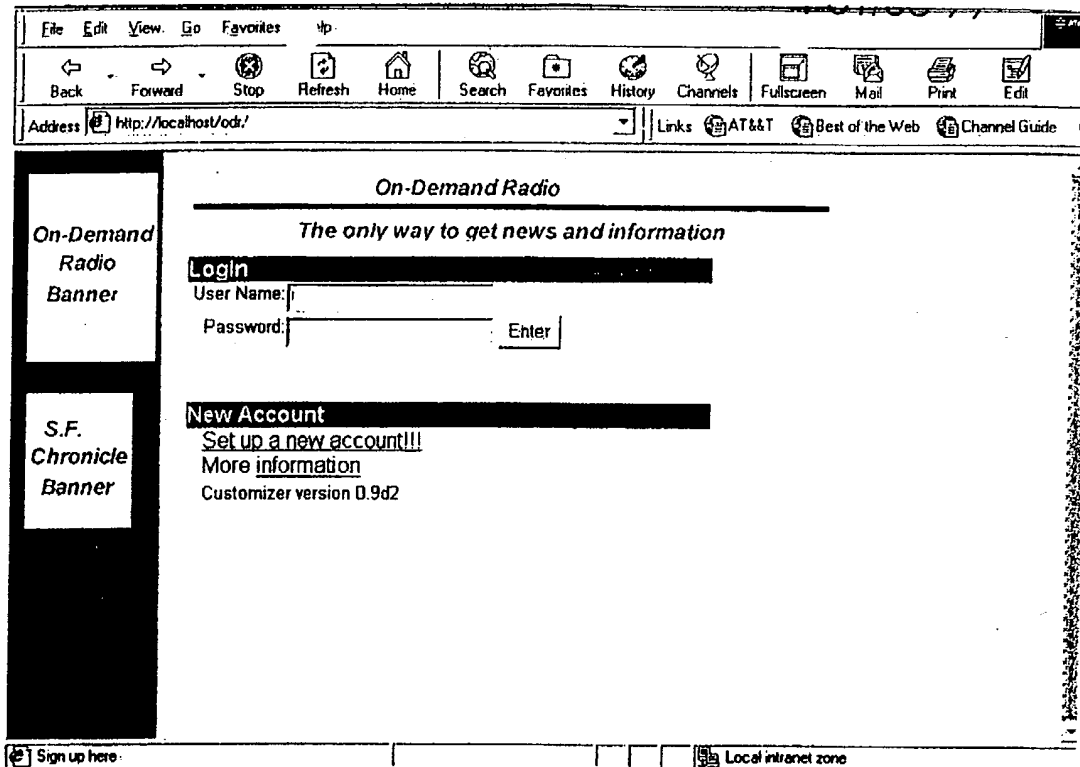 File Edit View Go Favorites
Back Forward Stop Refresh Home Search Favorites History Channels Fullscreen Mail Print Edit
Address http://localhost/odr/ Links AT&T Best of the Web Channel Guide
On-Demand Radio
The only way to get news and information
On-Demand
Radio
Banner
Login
User Name:
Password: Enter
New Account
Set up a new account!!!
More information
Customizer version 0.9d2
S.F.
Chronicle
Banner
Sign up here Local intranet zone